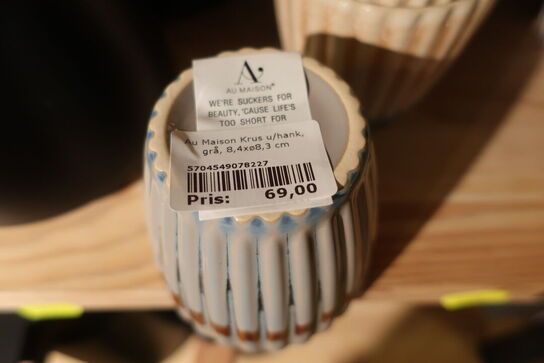 AU MAISON
WE'RE SUCKERS FOR
BEAUTY, 'CAUSE LIFE'S
TOO SHORT FOR
Au Maison Krus u/hank,
grå, 8,4xø8,3 cm
5704549078227
Pris: 69,00